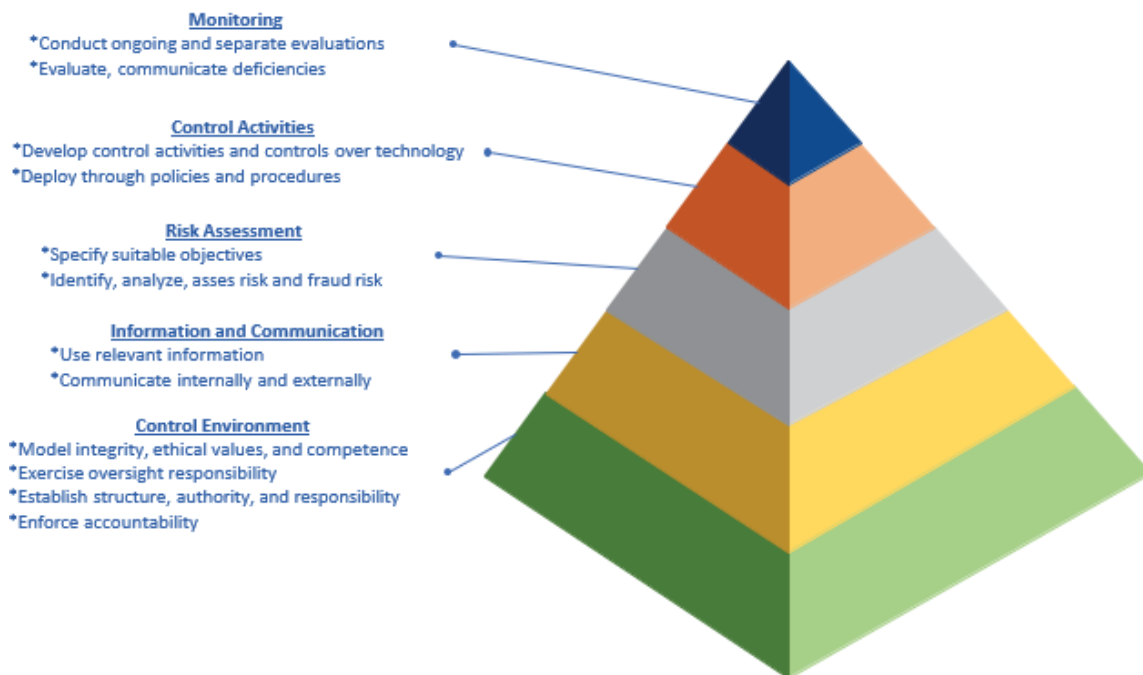 Monitoring
*Conduct ongoing and separate evaluations
*Evaluate, communicate deficiencies
Control Activities
*Develop control activities and controls over technology
*Deploy through policies and procedures
Risk Assessment
*Specify suitable objectives
*Identify, analyze, asses risk and fraud risk
Information and Communication
*Use relevant information
*Communicate internally and externally
Control Environment
*Model integrity, ethical values, and competence
*Exercise oversight responsibility
*Establish structure, authority, and responsibility
*Enforce accountability